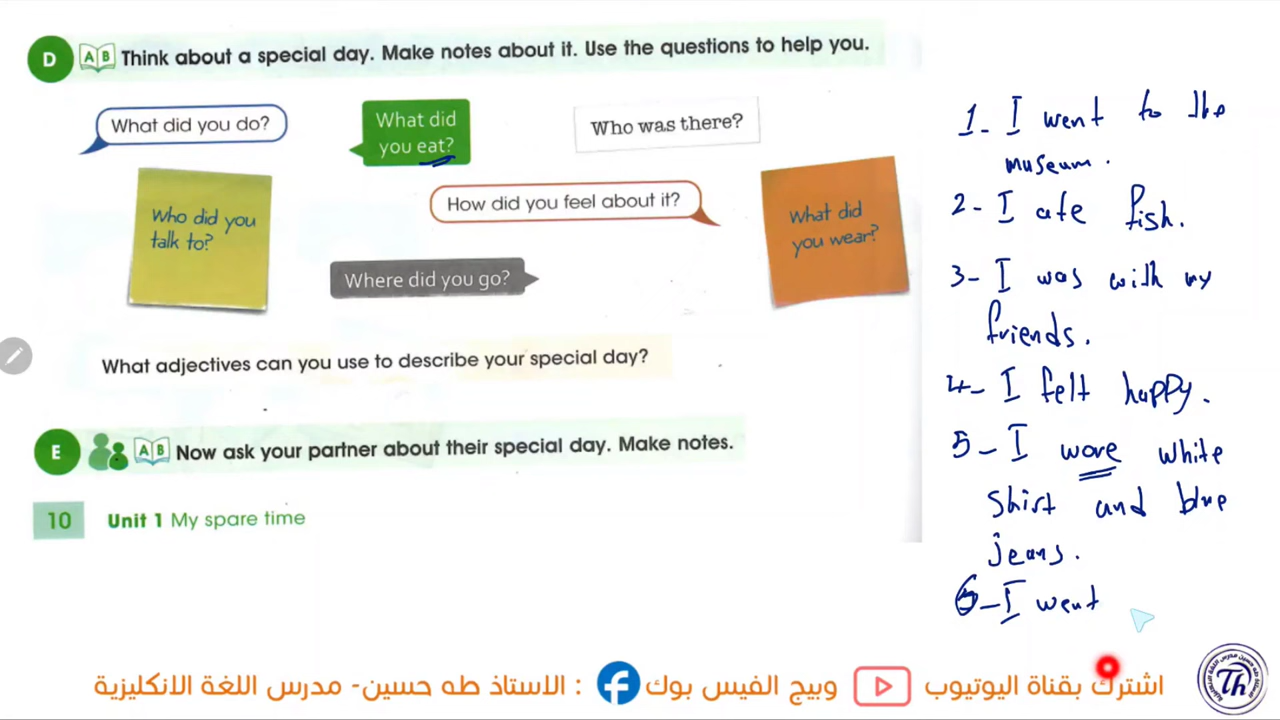 D Think about a special day. Make notes about it. Use the questions to help you.
What did you do?
What did
you eat?
Who was there?
Who did you
talk to?
How did you feel about it?
What did
you wear?
Where did you go?
What adjectives can you use to describe your special day?
E Now ask your partner about their special day. Make notes.
10 Unit 1 My spare time
1- I went to the
museum.
2- I ate fish.
3- I was with my
friends.
4- I felt happy.
5- I wore white
shirt and blue
jeans.
6- I went
اشترك بقناة اليوتيوب وبيج الفيس بوك : الاستاذ طه حسين- مدرس اللغة الانكليزية
Th